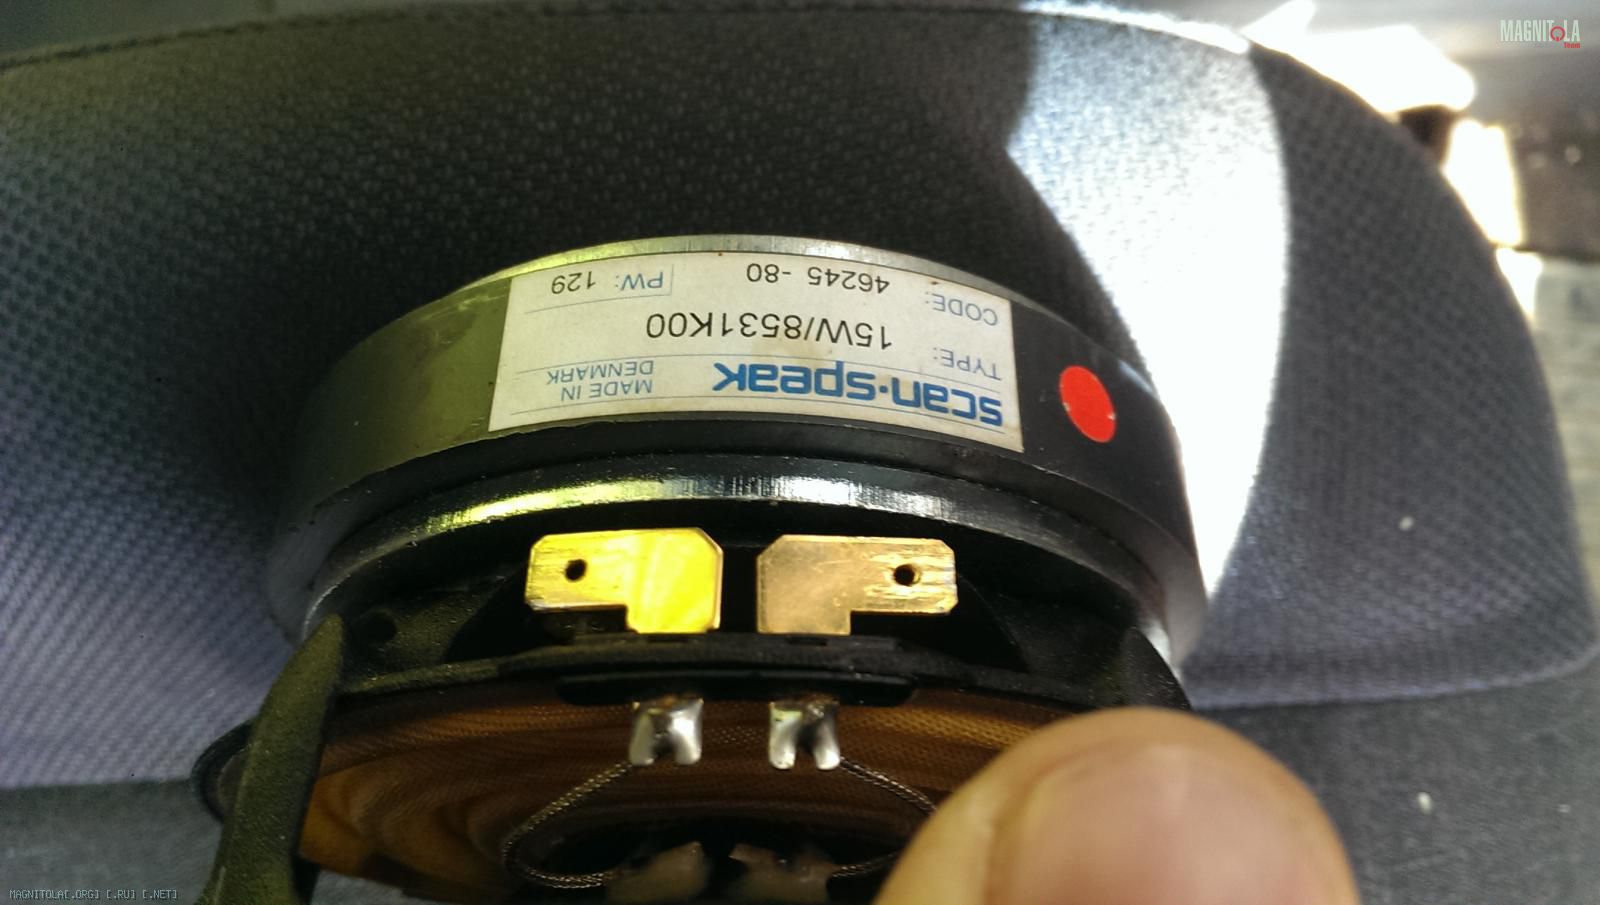 MAGNITOLA
Team
scan-speak MADE IN
DENMARK
TYPE: 15W/8531K00
CODE: 46245 -80 PW: 129
MAGNITOLA[.ORG] [.RU] [.NET]